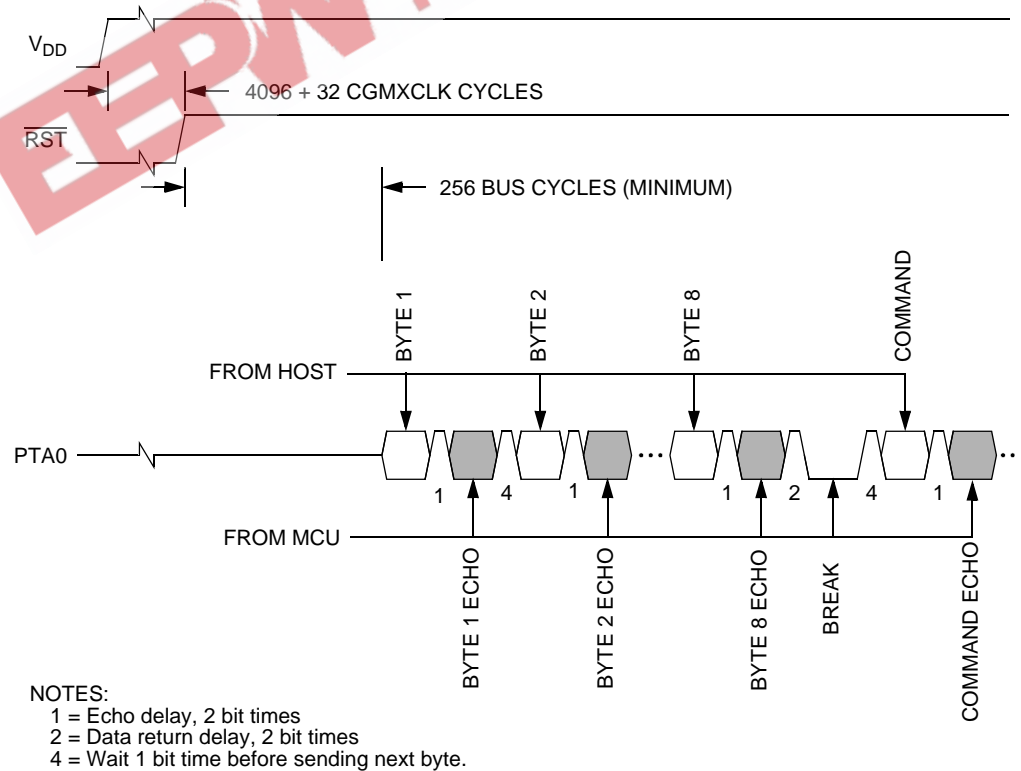 EEPW
VDD
4096 + 32 CGMXCLK CYCLES
RST
256 BUS CYCLES (MINIMUM)
BYTE 1
BYTE 2
BYTE 8
COMMAND
FROM HOST
PTA0
...
...
1
4
1
1
2
4
1
FROM MCU
BYTE 1 ECHO
BYTE 2 ECHO
BYTE 8 ECHO
BREAK
COMMAND ECHO
NOTES:
1 = Echo delay, 2 bit times
2 = Data return delay, 2 bit times
4 = Wait 1 bit time before sending next byte.